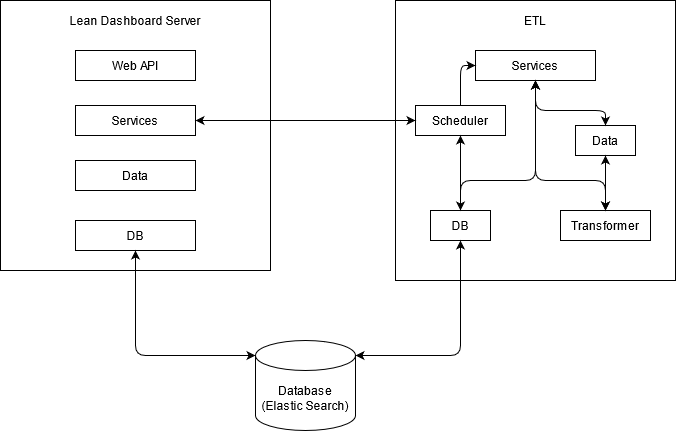 Lean Dashboard Server
Web API
Services
Data
DB
ETL
Services
Scheduler
Data
DB
Transformer
Database
(Elastic Search)